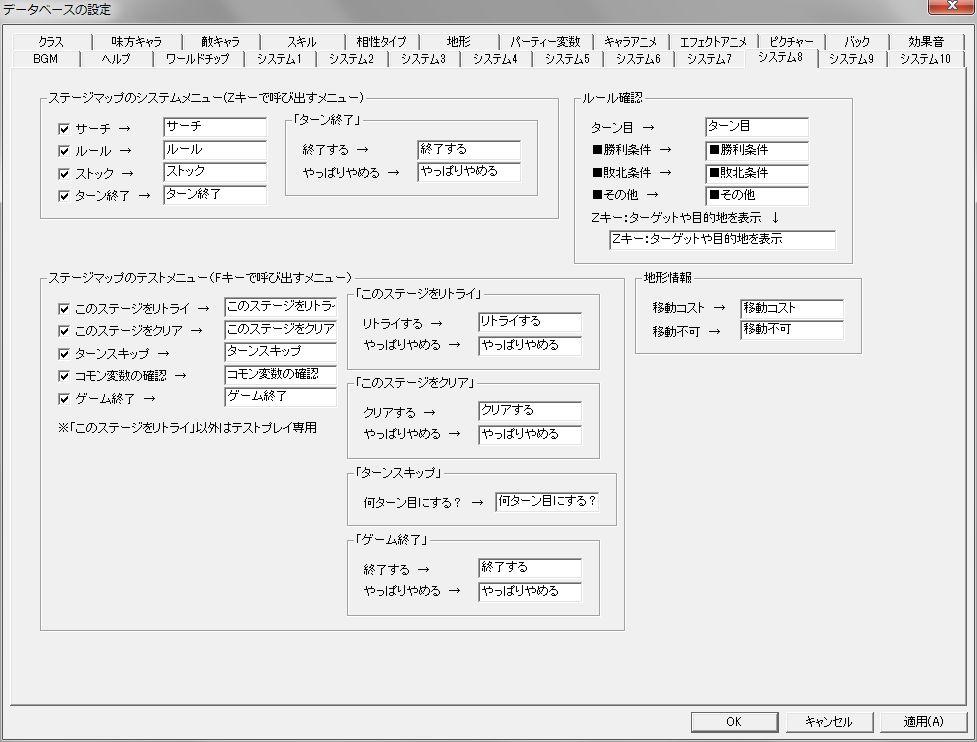 データベースの設定
クラス 味方キャラ 敵キャラ スキル 相性タイプ 地形 パーティー変数 キャラアニメ エフェクトアニメ ピクチャー バック 効果音
BGM ヘルプ ワールドチップ システム1 システム2 システム3 システム4 システム5 システム6 システム7 システム8 システム9 システム10
ステージマップのシステムメニュー(Zキーで呼び出すメニュー)
サーチ → サーチ
ルール → ルール
ストック → ストック
ターン終了 → ターン終了
「ターン終了」
終了する → 終了する
やっぱりやめる → やっぱりやめる
ルール確認
ターン目 → ターン目
■勝利条件 → ■勝利条件
■敗北条件 → ■敗北条件
■その他 → ■その他
Zキー:ターゲットや目的地を表示 ↓
Zキー:ターゲットや目的地を表示
ステージマップのテストメニュー(Fキーで呼び出すメニュー)
このステージをリトライ → このステージをリトラ
このステージをクリア → このステージをクリア
ターンスキップ → ターンスキップ
コモン変数の確認 → コモン変数の確認
ゲーム終了 → ゲーム終了
※「このステージをリトライ」以外はテストプレイ専用
「このステージをリトライ」
リトライする → リトライする
やっぱりやめる → やっぱりやめる
「このステージをクリア」
クリアする → クリアする
やっぱりやめる → やっぱりやめる
「ターンスキップ」
何ターン目にする? → 何ターン目にする?
「ゲーム終了」
終了する → 終了する
やっぱりやめる → やっぱりやめる
地形情報
移動コスト → 移動コスト
移動不可 → 移動不可
OK キャンセル 適用(A)